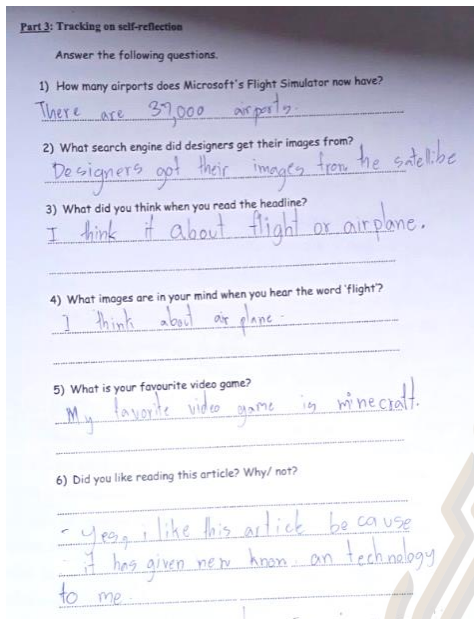 Part 3: Tracking on self-reflection
Answer the following questions.
1) How many airports does Microsoft's Flight Simulator now have?
There are 37,000 airports.
2) What search engine did designers get their images from?
Designers got their images from the satellibe
3) What did you think when you read the headline?
I think it about flight or airplane.
4) What images are in your mind when you hear the word 'flight'?
I think about air plane.
5) What is your favourite video game?
My favorite video game is minecraft.
6) Did you like reading this article? Why/ not?
- Yes, i like this artick because
it has given new an technology
to me